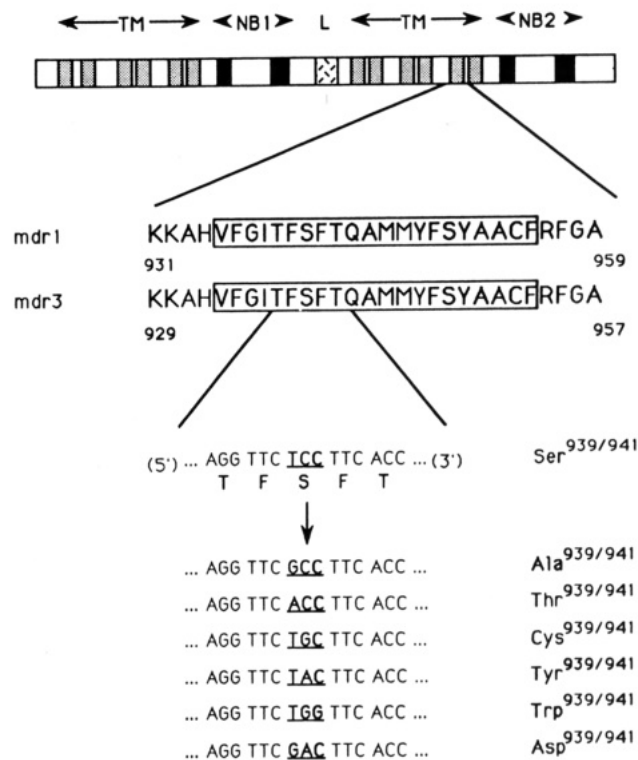 TM NB1 L TM NB2
mdr1 KKAHVFGITFSFTQAMMYFSYAACFRFGA
931 959
mdr3 KKAHVFGITFSFTQAMMYFSYAACFRFGA
929 957
(5') ... AGG TTC TCC TTC ACC ... (3') Ser939/941
T F S F T
... AGG TTC GCC TTC ACC ... Ala939/941
... AGG TTC ACC TTC ACC ... Thr939/941
... AGG TTC TGC TTC ACC ... Cys939/941
... AGG TTC TAC TTC ACC ... Tyr939/941
... AGG TTC TGG TTC ACC ... Trp939/941
... AGG TTC GAC TTC ACC ... Asp939/941